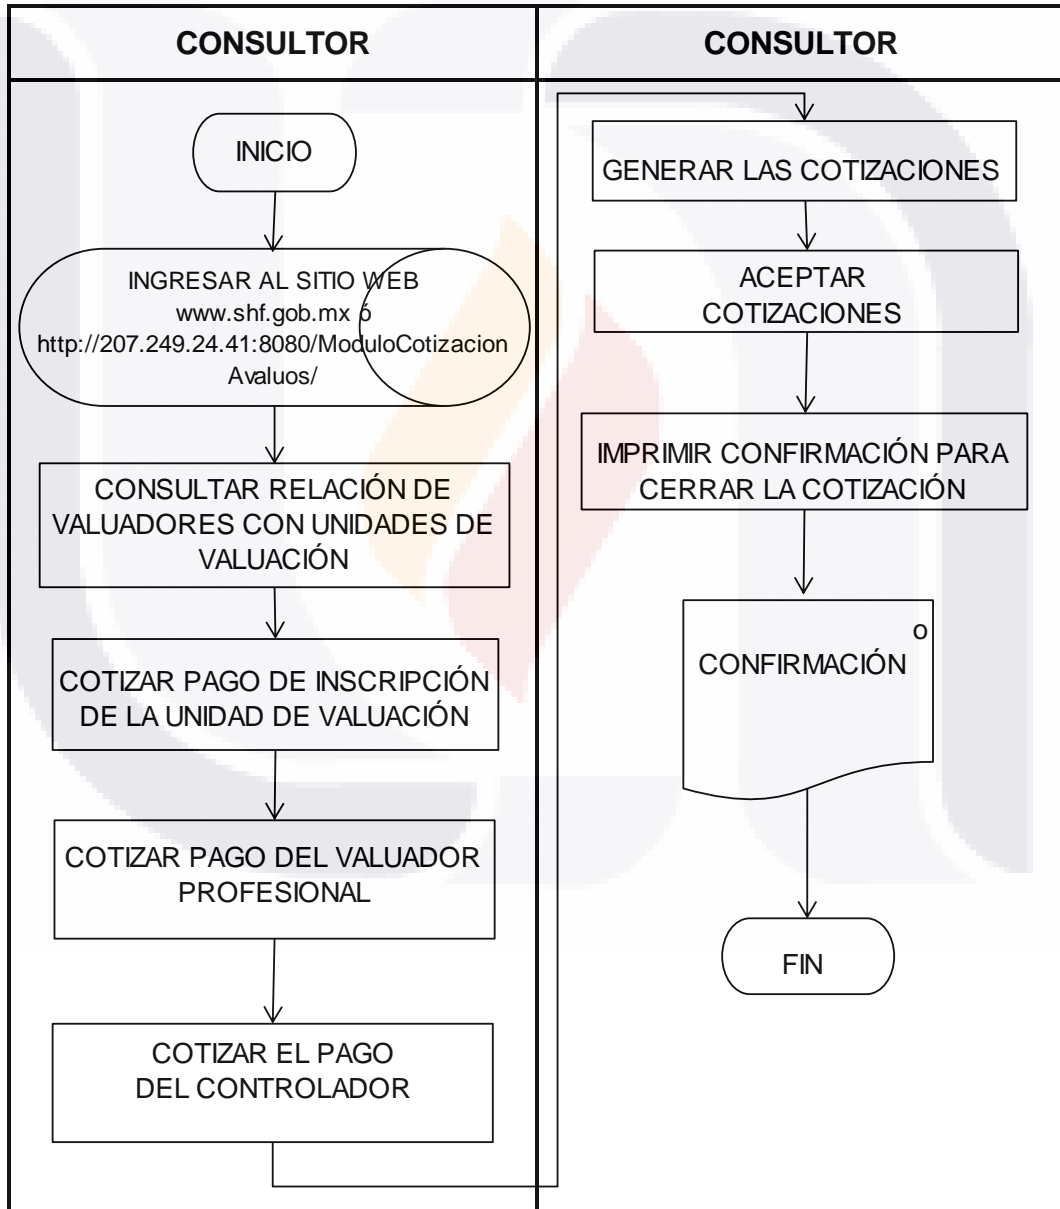 CONSULTOR
INICIO
INGRESAR AL SITIO WEB
www.shf.gob.mx ó
http://207.249.24.41:8080/ModuloCotizacion
Avaluos/
CONSULTAR RELACIÓN DE
VALUADORES CON UNIDADES DE
VALUACIÓN
COTIZAR PAGO DE INSCRIPCIÓN
DE LA UNIDAD DE VALUACIÓN
COTIZAR PAGO DEL VALUADOR
PROFESIONAL
COTIZAR EL PAGO
DEL CONTROLADOR
CONSULTOR
GENERAR LAS COTIZACIONES
ACEPTAR
COTIZACIONES
IMPRIMIR CONFIRMACIÓN PARA
CERRAR LA COTIZACIÓN
o
CONFIRMACIÓN
FIN